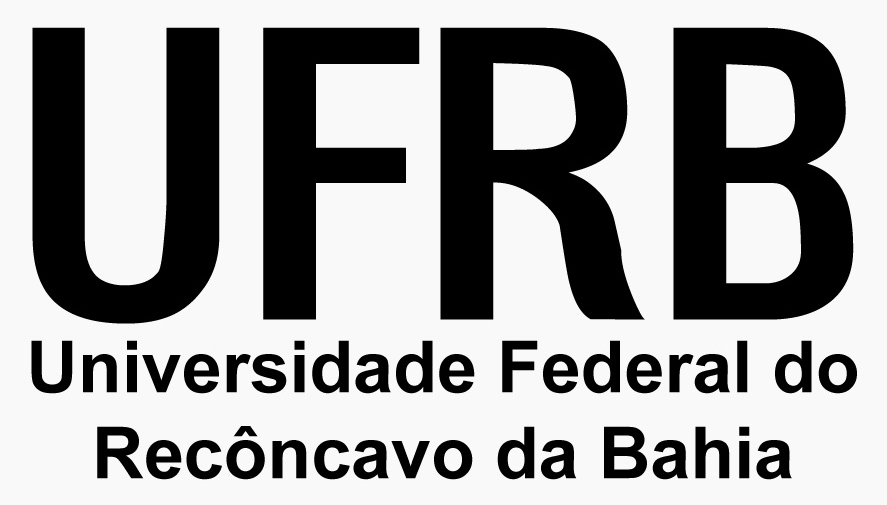 UFRB
Universidade Federal do
Recôncavo da Bahia